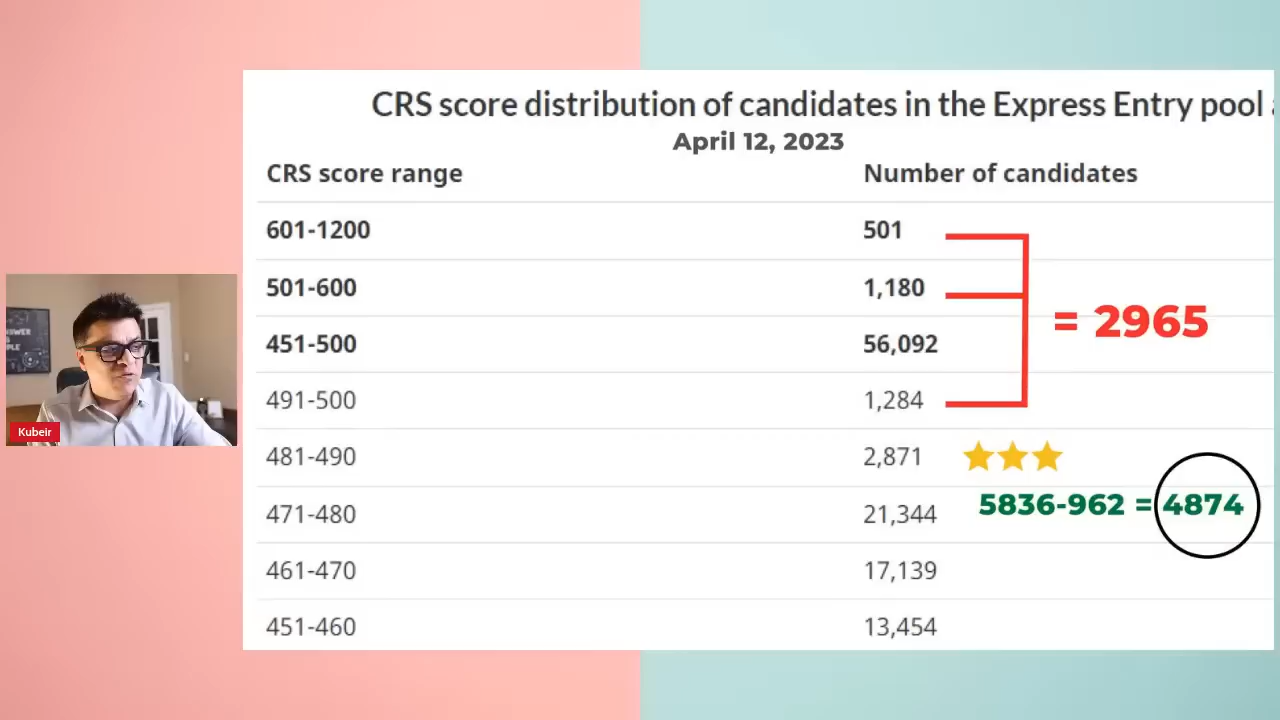 CRS score distribution of candidates in the Express Entry pool
April 12, 2023
CRS score range Number of candidates
601-1200 501
501-600 1,180
= 2965
451-500 56,092
491-500 1,284
481-490 2,871
5836-962 = 4874
471-480 21,344
461-470 17,139
451-460 13,454
Kubeir